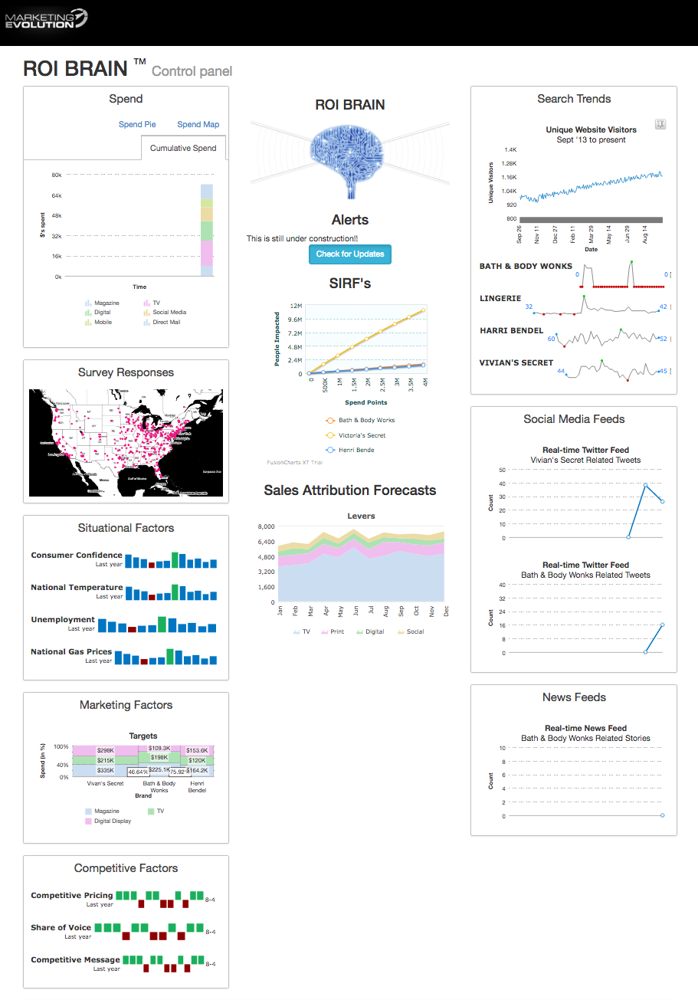 MARKETING
EVOLUTION
ROI BRAIN ™ Control panel
Spend
Spend Pie Spend Map
Cumulative Spend
80k
64k
48k
32k
16k
0k
$'s spent
Time
Magazine TV
Digital Social Media
Mobile Direct Mail
Survey Responses
Gulf of Mexico
Mexico
Situational Factors
Consumer Confidence
Last year
National Temperature
Last year
Unemployment
Last year
National Gas Prices
Last year
Marketing Factors
Targets
100%
40%
0%
Spend (in %)
$298K $109.3K $153.6K
$215K $198K $120K
$335K 46.64% $225.1K 75.92% $164.2K
Vivan's Secret Bath & Body Henri
Wonks Bendel
Brand
Magazine TV
Digital Display
Competitive Factors
Competitive Pricing 8-4
Last year
Share of Voice 8-4
Last year
Competitive Message 8-4
Last year
ROI BRAIN
Alerts
This is still under construction!!
Check for Updates
SIRF's
12M
9.6M
7.2M
4.8M
2.4M
0
People Impacted
0 500K 1M 1.5M 2M 2.5M 3M 3.5M 4M
Spend Points
Bath & Body Works
Victoria's Secret
Henri Bende
FusionCharts XT Trial
Sales Attribution Forecasts
Levers
8,000
6,400
4,800
3,200
1,600
0
Jan Feb Mar Apr May Jun Jul Aug Sep Oct Nov Dec
TV Print Digital Social
Search Trends
Unique Website Visitors
Sept '13 to present
1.4K
1.28K
1.16K
1.04K
920
800
Unique Visitors
Sep 26 Nov 11 Dec 27 Feb 11 Mar 29 May 14 Jun 29 Aug 14
Date
BATH & BODY WONKS 0 0 [
LINGERIE 32 42 [
HARRI BENDEL 60 52 [
VIVIAN'S SECRET 44 45 [
Social Media Feeds
Real-time Twitter Feed
Vivian's Secret Related Tweets
50
40
30
20
10
0
Count
Real-time Twitter Feed
Bath & Body Wonks Related Tweets
40
32
24
16
8
0
Count
News Feeds
Real-time News Feed
Bath & Body Wonks Related Stories
10
8
6
4
2
0
Count